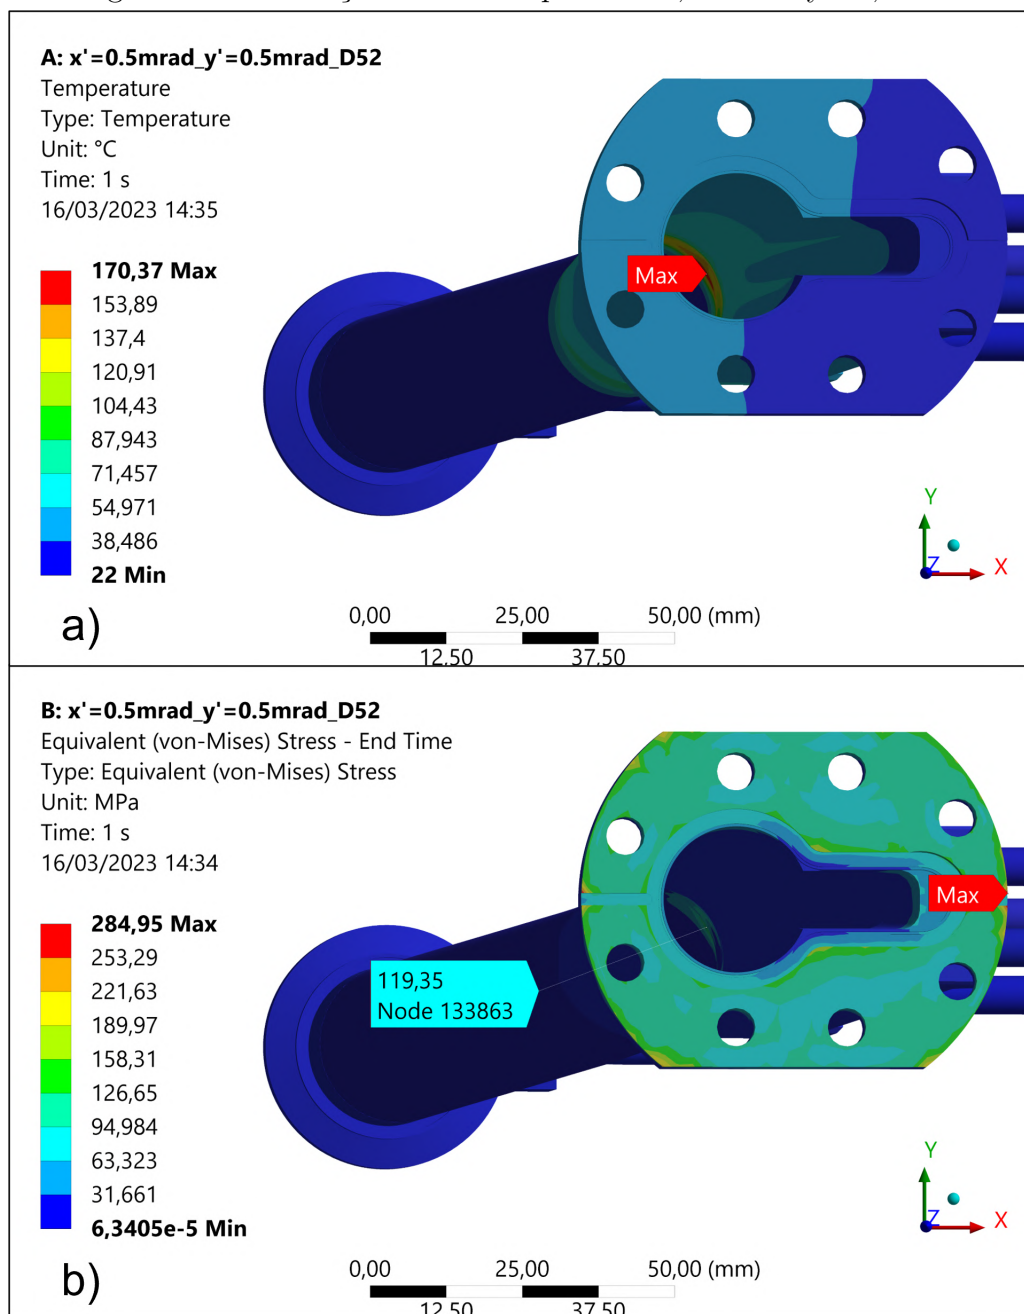 A: x'=0.5mrad_y'=0.5mrad_D52
Temperature
Type: Temperature
Unit: °C
Time: 1 s
16/03/2023 14:35
170,37 Max
153,89
137,4
120,91
104,43
87,943
71,457
54,971
38,486
22 Min
Max
Y
Z
X
a)
0,00 25,00 50,00 (mm)
12,50 37,50
B: x'=0.5mrad_y'=0.5mrad_D52
Equivalent (von-Mises) Stress - End Time
Type: Equivalent (von-Mises) Stress
Unit: MPa
Time: 1 s
16/03/2023 14:34
284,95 Max
253,29
221,63
189,97
158,31
126,65
94,984
63,323
31,661
6,3405e-5 Min
Max
119,35
Node 133863
Y
Z
X
b)
0,00 25,00 50,00 (mm)
12,50 37,50